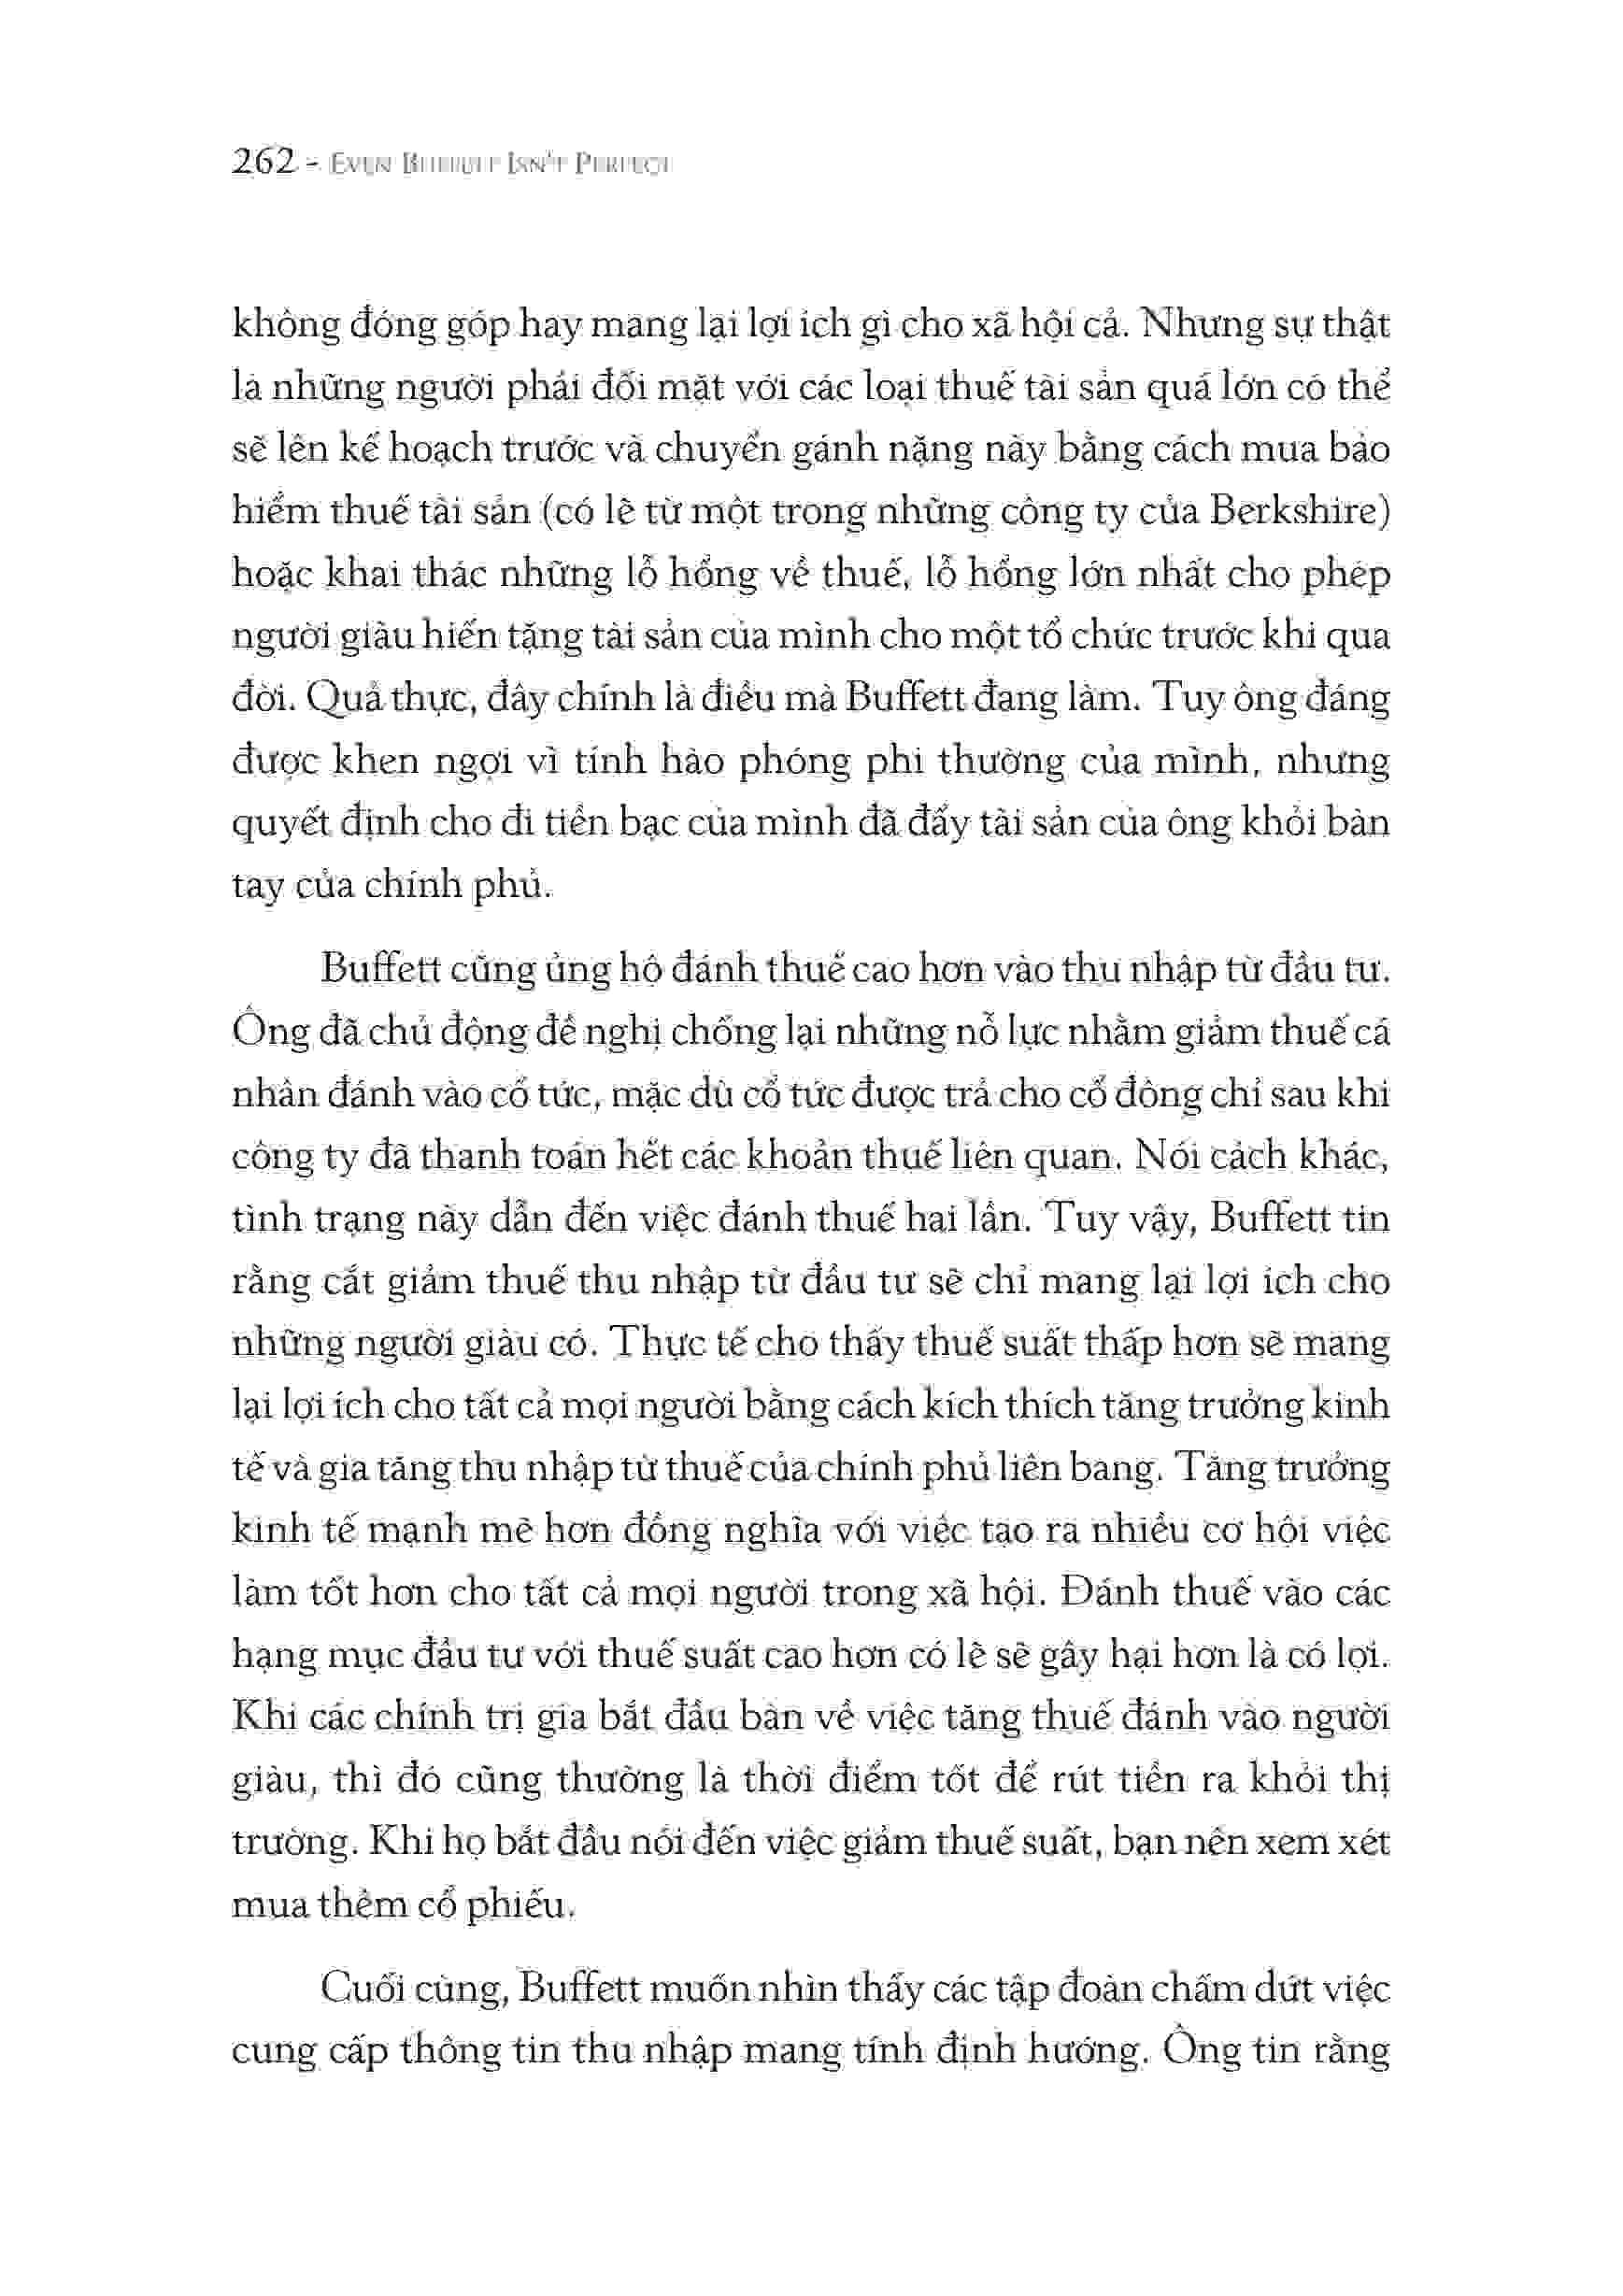 262 - EVEN BUFFETT ISN'T PERFECT
không đóng góp hay mang lại lợi ích gì cho xã hội cả. Nhưng sự thật
là những người phải đối mặt với các loại thuế tài sản quá lớn có thể
sẽ lên kế hoạch trước và chuyển gánh nặng này bằng cách mua bảo
hiểm thuế tài sản (có lẽ từ một trong những công ty của Berkshire)
hoặc khai thác những lỗ hổng về thuế, lỗ hổng lớn nhất cho phép
người giàu hiến tặng tài sản của mình cho một tổ chức trước khi qua
đời. Quả thực, đây chính là điều mà Buffett đang làm. Tuy ông đáng
được khen ngợi vì tính hào phóng phi thường của mình, nhưng
quyết định cho đi tiền bạc của mình đã đẩy tài sản của ông khỏi bàn
tay của chính phủ.
Buffett cũng ủng hộ đánh thuế cao hơn vào thu nhập từ đầu tư.
Ông đã chủ động đề nghị chống lại những nỗ lực nhằm giảm thuế cá
nhân đánh vào cổ tức, mặc dù cổ tức được trả cho cổ đông chỉ sau khi
công ty đã thanh toán hết các khoản thuế liên quan. Nói cách khác,
tình trạng này dẫn đến việc đánh thuế hai lần. Tuy vậy, Buffett tin
rằng cắt giảm thuế thu nhập từ đầu tư sẽ chỉ mang lại lợi ích cho
những người giàu có. Thực tế cho thấy thuế suất thấp hơn sẽ mang
lại lợi ích cho tất cả mọi người bằng cách kích thích tăng trưởng kinh
tế và gia tăng thu nhập từ thuế của chính phủ liên bang. Tăng trưởng
kinh tế mạnh mẽ hơn đồng nghĩa với việc tạo ra nhiều cơ hội việc
làm tốt hơn cho tất cả mọi người trong xã hội. Đánh thuế vào các
hạng mục đầu tư với thuế suất cao hơn có lẽ sẽ gây hại hơn là có lợi.
Khi các chính trị gia bắt đầu bàn về việc tăng thuế đánh vào người
giàu, thì đó cũng thường là thời điểm tốt để rút tiền ra khỏi thị
trường. Khi họ bắt đầu nói đến việc giảm thuế suất, bạn nên xem xét
mua thêm cổ phiếu.
Cuối cùng, Buffett muốn nhìn thấy các tập đoàn chấm dứt việc
cung cấp thông tin thu nhập mang tính định hướng. Ông tin rằng